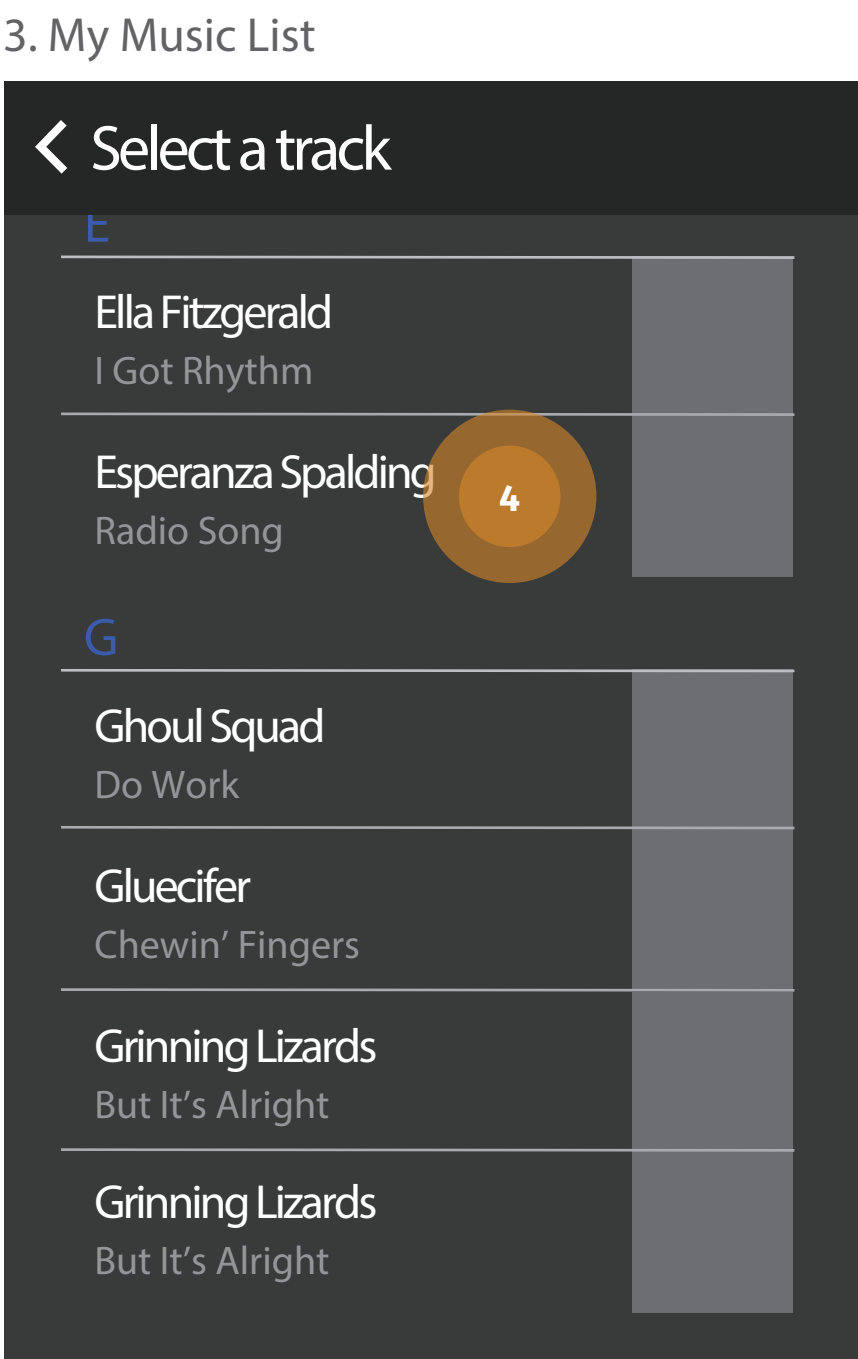 3. My Music List
Select a track
E
Ella Fitzgerald
I Got Rhythm
Esperanza Spalding
4
Radio Song
G
Ghoul Squad
Do Work
Gluecifer
Chewin’ Fingers
Grinning Lizards
But It’s Alright
Grinning Lizards
But It’s Alright